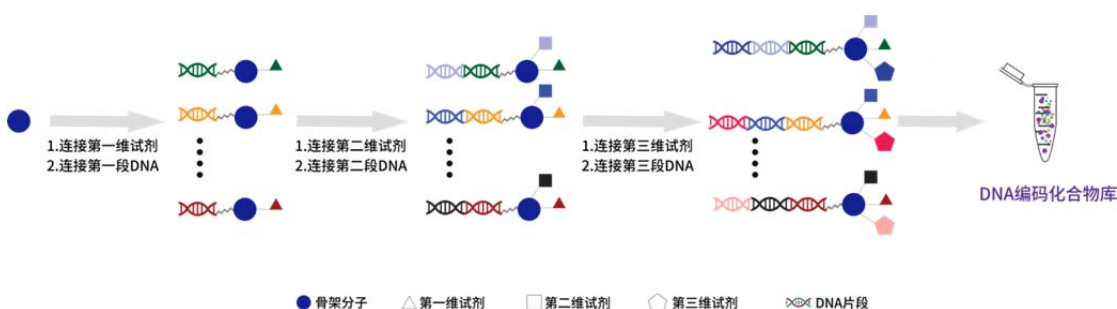 1.连接第一维试剂
2.连接第一段DNA
1.连接第二维试剂
2.连接第二段DNA
1.连接第三维试剂
2.连接第三段DNA
DNA编码化合物库
骨架分子
第一维试剂
第二维试剂
第三维试剂
DNA片段